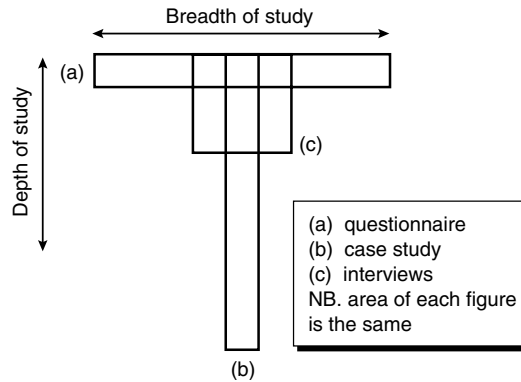 Breadth of study
(a)
Depth of study
(c)
(b)
(a) questionnaire
(b) case study
(c) interviews
NB. area of each figure
is the same